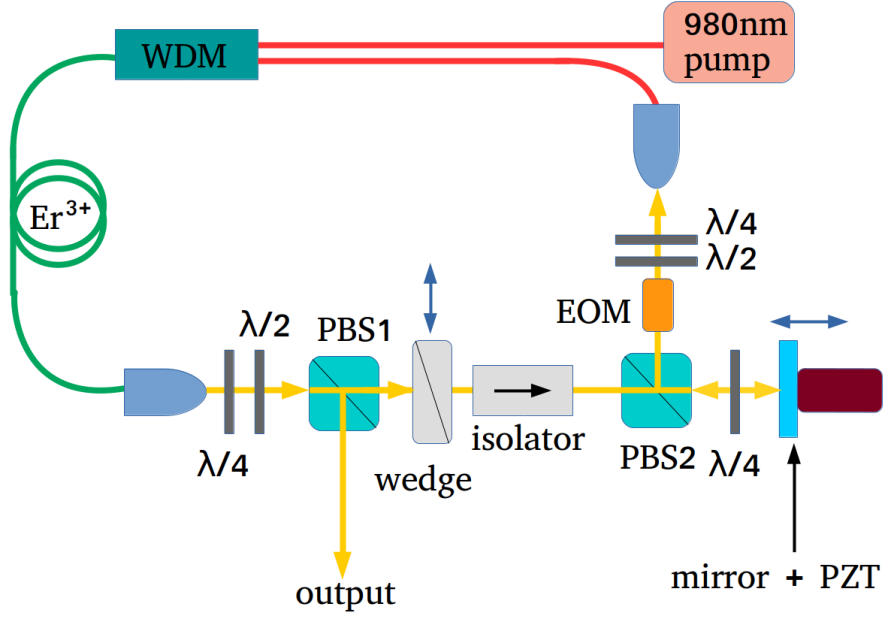 980nm
pump
WDM
Er³⁺
λ/4
λ/2
EOM
λ/2
PBS1
isolator
PBS2
λ/4
λ/4
wedge
output
mirror + PZT